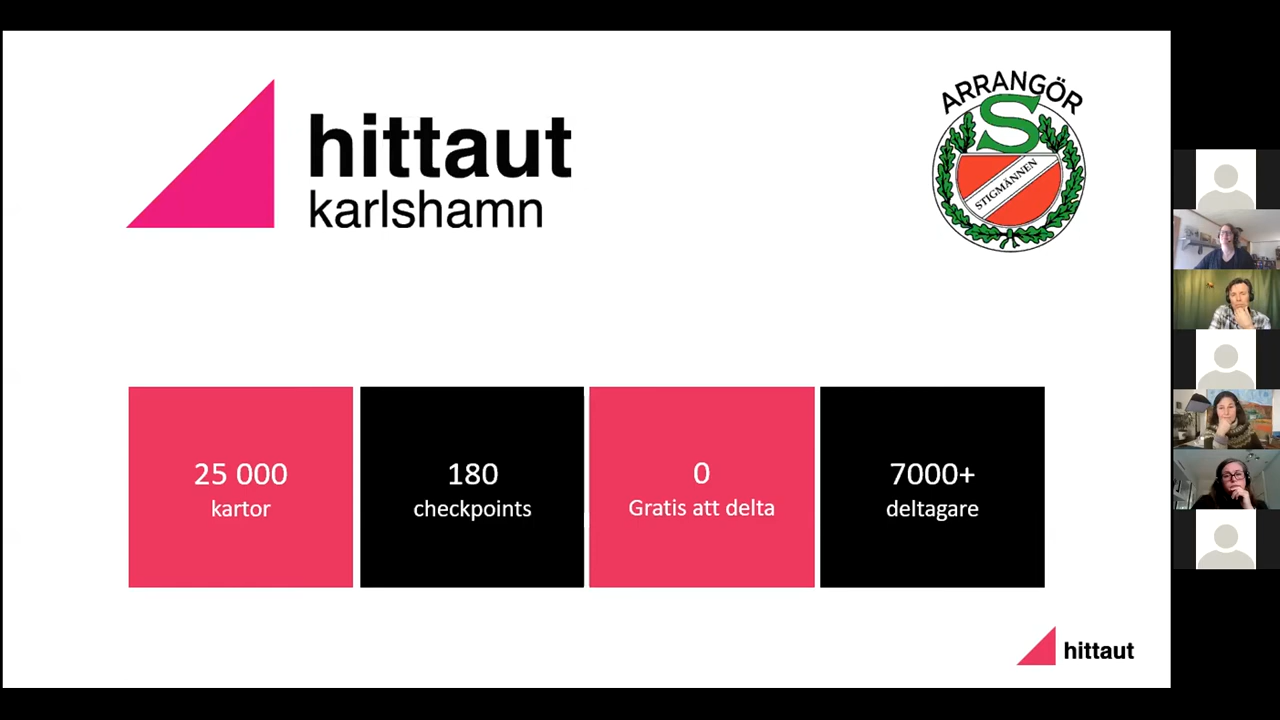 hittaut
karlshamn
ARRANGÖR
S
STIGMÄNNEN
25 000
kartor
180
checkpoints
0
Gratis att delta
7000+
deltagare
hittaut